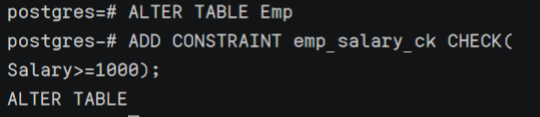 postgres=# ALTER TABLE Emp
postgres-# ADD CONSTRAINT emp_salary_ck CHECK(
Salary>=1000);
ALTER TABLE